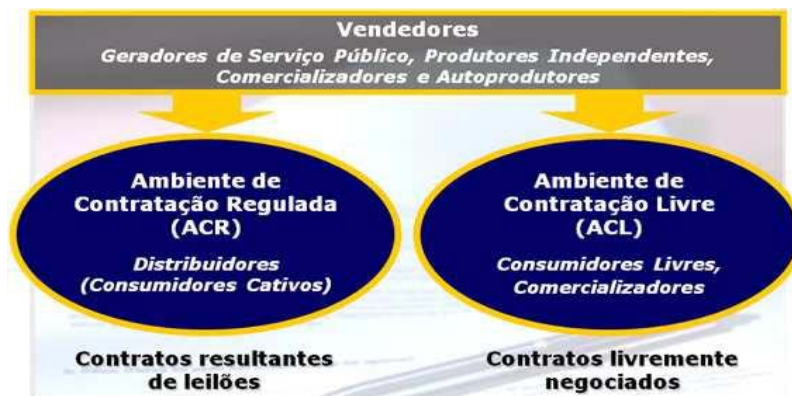 Vendedores
Geradores de Serviço Público, Produtores Independentes,
Comercializadores e Autoprodutores
Ambiente de
Contratação Regulada
(ACR)
Distribuidores
(Consumidores Cativos)
Contratos resultantes
de leilões
Ambiente de
Contratação Livre
(ACL)
Consumidores Livres,
Comercializadores
Contratos livremente
negociados